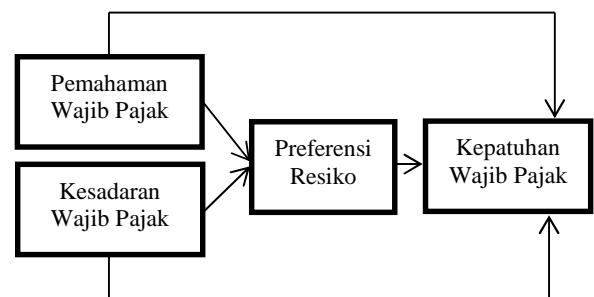 Pemahaman
Wajib Pajak
Kesadaran
Wajib Pajak
Preferensi
Resiko
Kepatuhan
Wajib Pajak